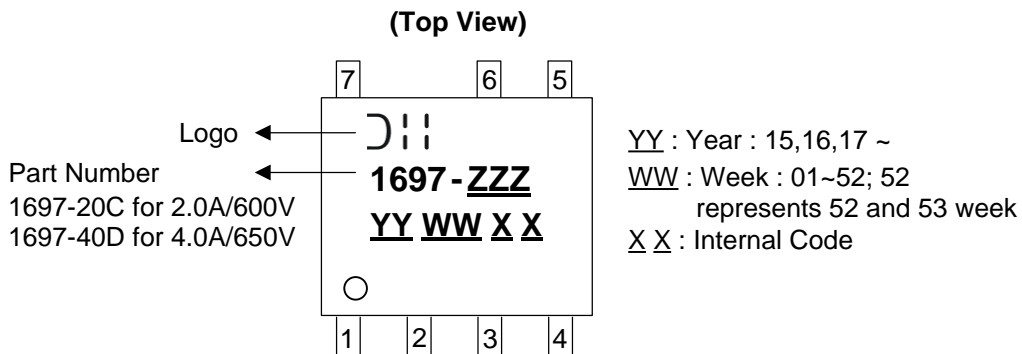 (Top View)
7 6 5
Logo
Part Number
1697-20C for 2.0A/600V
1697-40D for 4.0A/650V
1697-ZZZ
YY WW X X
YY : Year : 15,16,17 ~
WW : Week : 01~52; 52
represents 52 and 53 week
X X : Internal Code
1 2 3 4